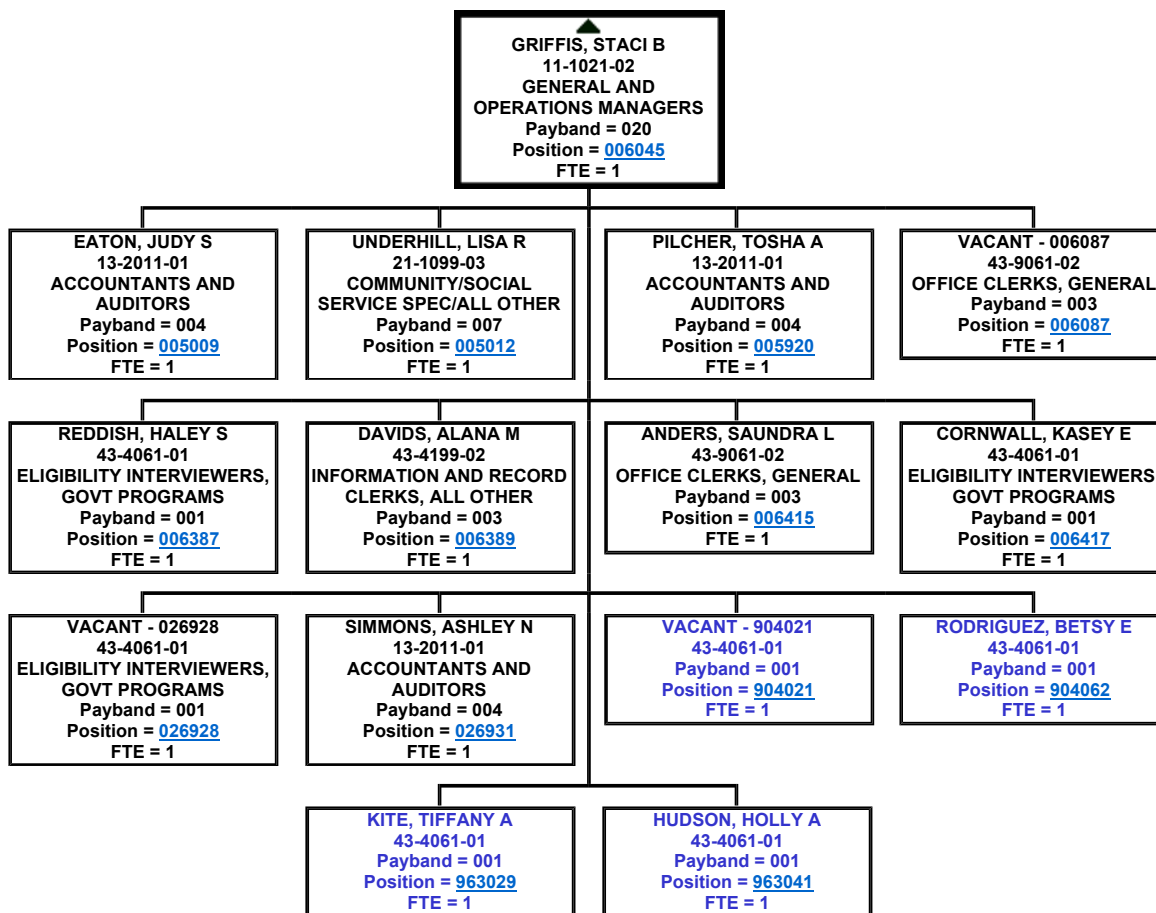 GRIFFIS, STACI B
11-1021-02
GENERAL AND
OPERATIONS MANAGERS
Payband = 020
Position = 006045
FTE = 1
EATON, JUDY S
13-2011-01
ACCOUNTANTS AND
AUDITORS
Payband = 004
Position = 005009
FTE = 1
UNDERHILL, LISA R
21-1099-03
COMMUNITY/SOCIAL
SERVICE SPEC/ALL OTHER
Payband = 007
Position = 005012
FTE = 1
PILCHER, TOSHA A
13-2011-01
ACCOUNTANTS AND
AUDITORS
Payband = 004
Position = 005920
FTE = 1
VACANT - 006087
43-9061-02
OFFICE CLERKS, GENERAL
Payband = 003
Position = 006087
FTE = 1
REDDISH, HALEY S
43-4061-01
ELIGIBILITY INTERVIEWERS,
GOVT PROGRAMS
Payband = 001
Position = 006387
FTE = 1
DAVIDS, ALANA M
43-4199-02
INFORMATION AND RECORD
CLERKS, ALL OTHER
Payband = 003
Position = 006389
FTE = 1
ANDERS, SAUNDRA L
43-9061-02
OFFICE CLERKS, GENERAL
Payband = 003
Position = 006415
FTE = 1
CORNWALL, KASEY E
43-4061-01
ELIGIBILITY INTERVIEWERS,
GOVT PROGRAMS
Payband = 001
Position = 006417
FTE = 1
VACANT - 026928
43-4061-01
ELIGIBILITY INTERVIEWERS,
GOVT PROGRAMS
Payband = 001
Position = 026928
FTE = 1
SIMMONS, ASHLEY N
13-2011-01
ACCOUNTANTS AND
AUDITORS
Payband = 004
Position = 026931
FTE = 1
VACANT - 904021
43-4061-01
Payband = 001
Position = 904021
FTE = 1
RODRIGUEZ, BETSY E
43-4061-01
Payband = 001
Position = 904062
FTE = 1
KITE, TIFFANY A
43-4061-01
Payband = 001
Position = 963029
FTE = 1
HUDSON, HOLLY A
43-4061-01
Payband = 001
Position = 963041
FTE = 1